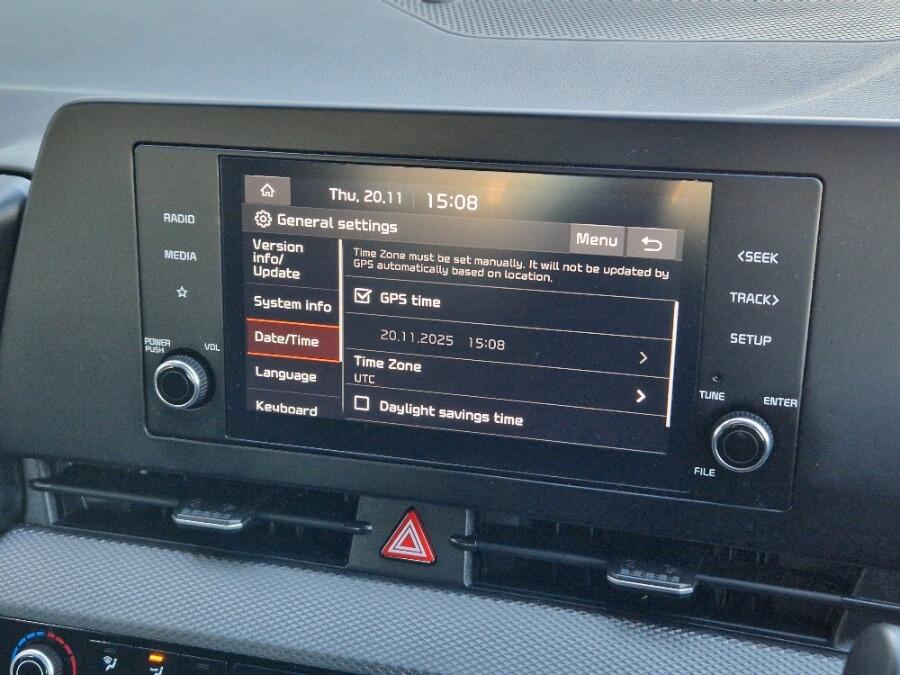 Thu, 20.11 15:08
General settings
Menu
Version
info/
Update
System info
Date/Time
Language
Keyboard
Time Zone must be set manually. It will not be updated by
GPS automatically based on location.
GPS time
20.11.2025 15:08
Time Zone
UTC
Daylight savings time
RADIO
MEDIA
POWER
PUSH
VOL
<SEEK
TRACK>
SETUP
TUNE
ENTER
FILE